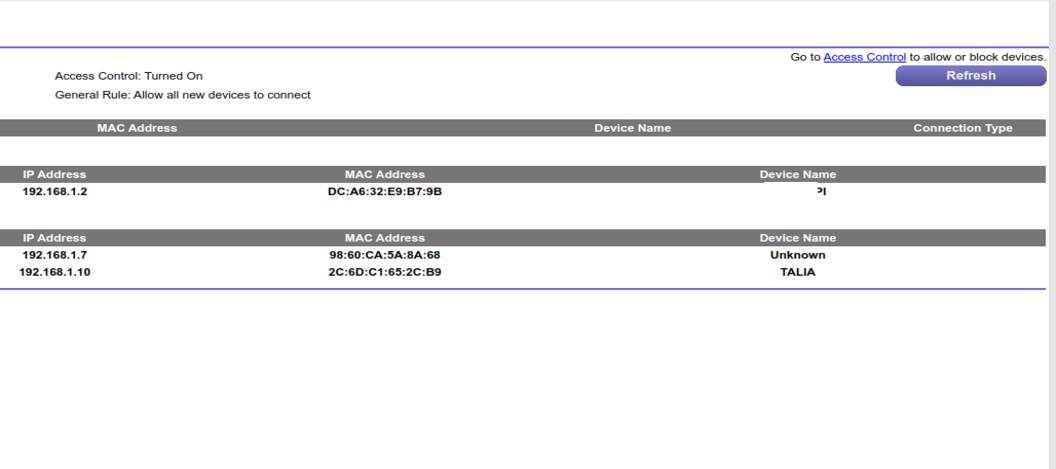 Go to Access Control to allow or block devices.
Access Control: Turned On
Refresh
General Rule: Allow all new devices to connect
MAC Address Device Name Connection Type
IP Address MAC Address Device Name
192.168.1.2 DC:A6:32:E9:B7:9B PI
IP Address MAC Address Device Name
192.168.1.7 98:60:CA:5A:8A:68 Unknown
192.168.1.10 2C:6D:C1:65:2C:B9 TALIA